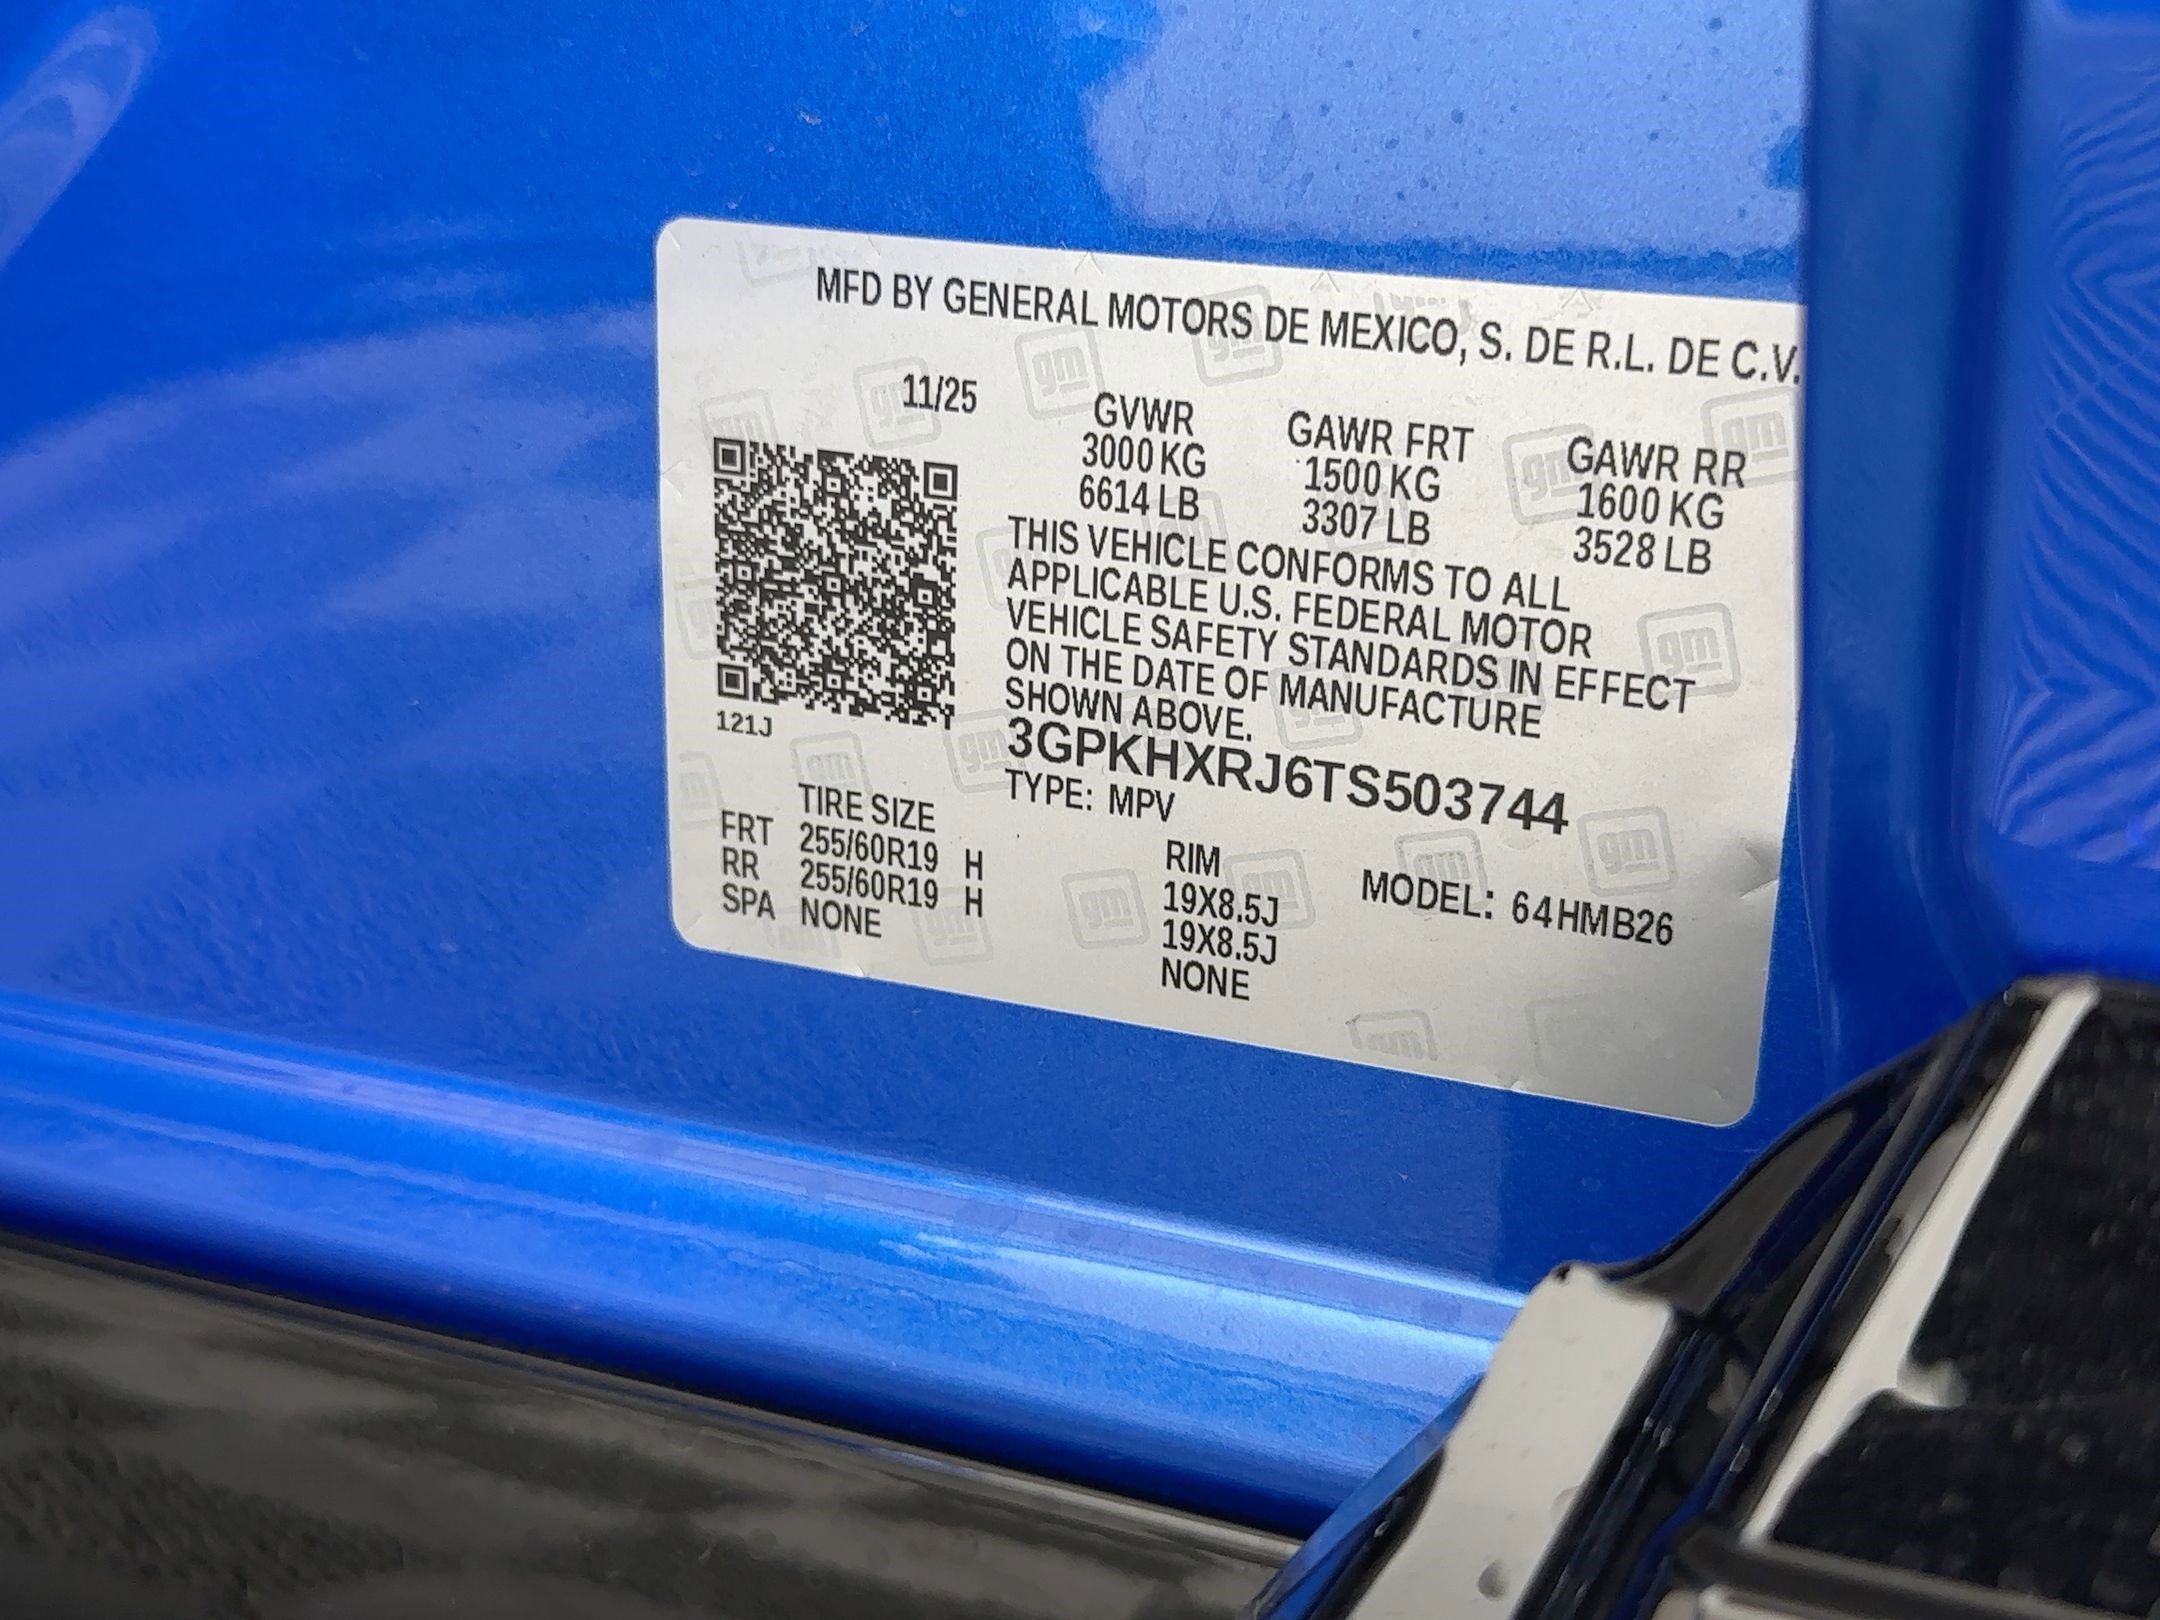 MFD BY GENERAL MOTORS DE MEXICO, S. DE R.L. DE C.V.
11/25
GVWR GAWR FRT GAWR RR
3000 KG 1500 KG 1600 KG
6614 LB 3307 LB 3528 LB
THIS VEHICLE CONFORMS TO ALL
APPLICABLE U.S. FEDERAL MOTOR
VEHICLE SAFETY STANDARDS IN EFFECT
ON THE DATE OF MANUFACTURE
SHOWN ABOVE.
121J
3GPKHXRJ6TS503744
TYPE: MPV
TIRE SIZE RIM
FRT 255/60R19 H 19X8.5J
RR 255/60R19 H 19X8.5J
SPA NONE NONE
MODEL: 64HMB26
gm